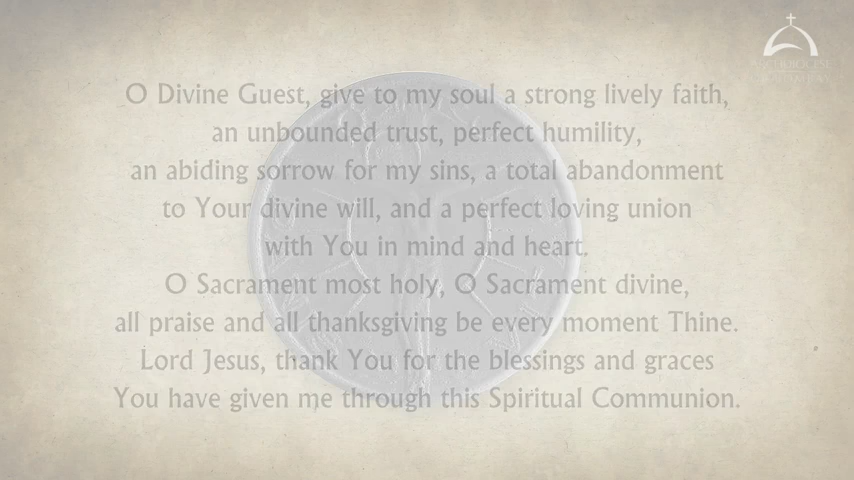 O Divine Guest, give to my soul a strong lively faith,
an unbounded trust, perfect humility,
an abiding sorrow for my sins, a total abandonment
to Your divine will, and a perfect loving union
with You in mind and heart.
O Sacrament most holy, O Sacrament divine,
all praise and all thanksgiving be every moment Thine.
Lord Jesus, thank You for the blessings and graces
You have given me through this Spiritual Communion.
ARCHDIOCESE